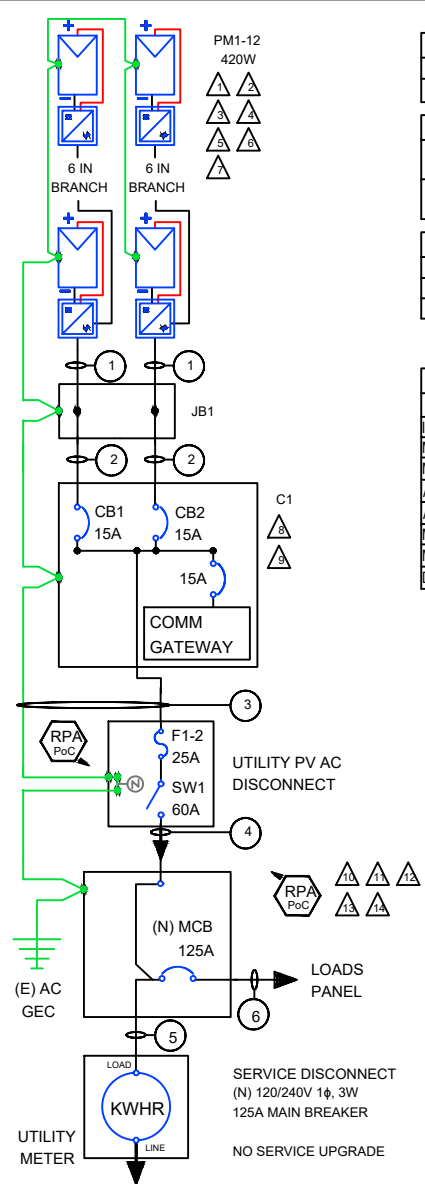 PM1-12
420W
1 2
3 4
5 6
7
6 IN
BRANCH
6 IN
BRANCH
1
1
JB1
2
2
C1
CB1
15A
CB2
15A
8
9
15A
COMM
GATEWAY
3
RPA
PoC
F1-2
25A
UTILITY PV AC
DISCONNECT
N
SW1
60A
4
RPA
PoC
10 11 12
13 14
(N) MCB
125A
LOADS
PANEL
(E) AC
GEC
6
5
LOAD
KWHR
LINE
UTILITY
METER
SERVICE DISCONNECT
(N) 120/240V 1ϕ, 3W
125A MAIN BREAKER
NO SERVICE UPGRADE